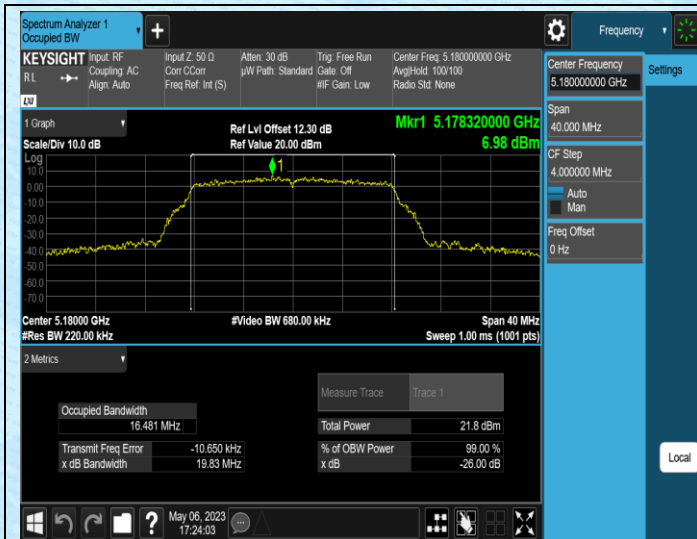 Spectrum Analyzer 1
Occupied BW
Frequency
KEYSIGHT Input: RF Input Z: 50 Ω Atten: 30 dB Trig: Free Run Center Freq: 5.180000000 GHz
RL Coupling: AC Corr CCorr µW Path: Standard Gate: Off Avg|Hold: 100/100
Align: Auto Freq Ref: Int (S) #IF Gain: Low Radio Std: None
LXI
Center Frequency
5.180000000 GHz
Settings
Span
40.000 MHz
CF Step
4.000000 MHz
Auto
Man
Freq Offset
0 Hz
Local
1 Graph
Ref Lvl Offset 12.30 dB Mkr1 5.178320000 GHz
Scale/Div 10.0 dB Ref Value 20.00 dBm 6.98 dBm
Log
1
10.0
0.00
-10.0
-20.0
-30.0
-40.0
-50.0
-60.0
-70.0
Center 5.18000 GHz #Video BW 680.00 kHz Span 40 MHz
#Res BW 220.00 kHz Sweep 1.00 ms (1001 pts)
2 Metrics
Measure Trace Trace 1
Occupied Bandwidth
16.481 MHz Total Power 21.8 dBm
Transmit Freq Error -10.650 kHz % of OBW Power 99.00 %
x dB Bandwidth 19.83 MHz x dB -26.00 dB
May 06, 2023
17:24:03